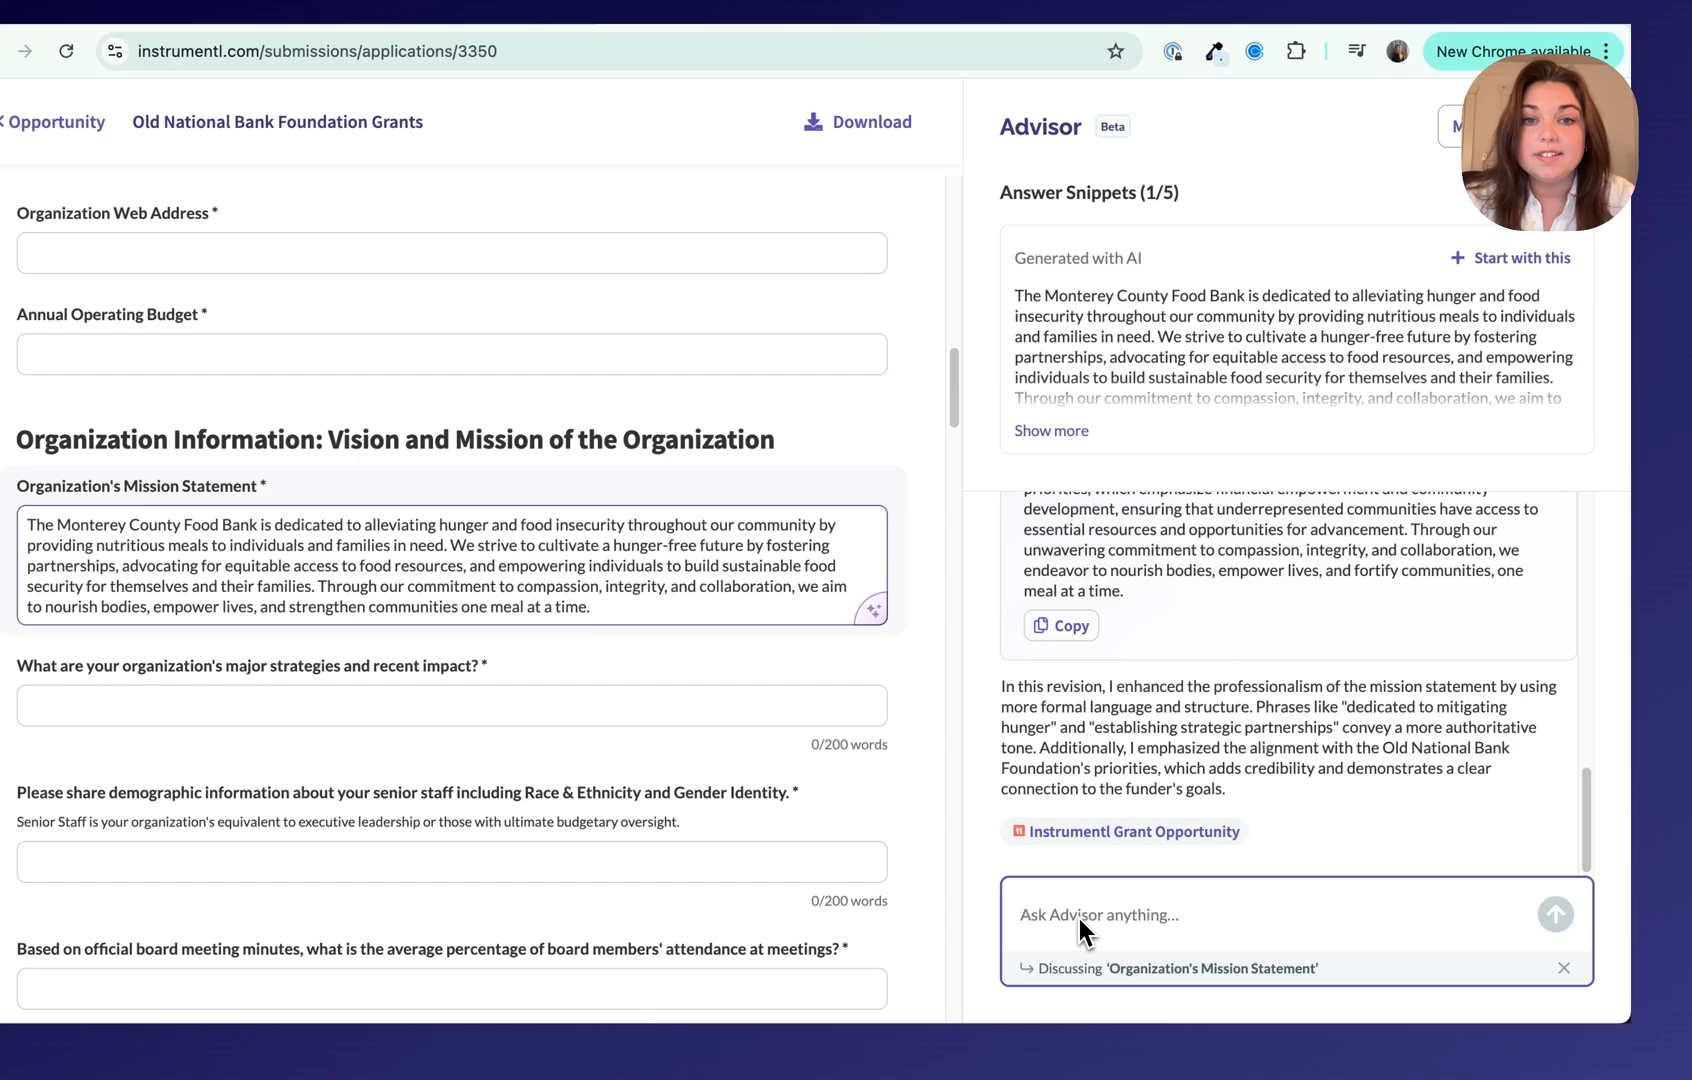 instrumentl.com/submissions/applications/3350
New Chrome available
Opportunity
Old National Bank Foundation Grants
Download
Organization Web Address *
Annual Operating Budget *
Organization Information: Vision and Mission of the Organization
Organization's Mission Statement *
The Monterey County Food Bank is dedicated to alleviating hunger and food insecurity throughout our community by
providing nutritious meals to individuals and families in need. We strive to cultivate a hunger-free future by fostering
partnerships, advocating for equitable access to food resources, and empowering individuals to build sustainable food
security for themselves and their families. Through our commitment to compassion, integrity, and collaboration, we aim
to nourish bodies, empower lives, and strengthen communities one meal at a time.
What are your organization's major strategies and recent impact? *
0/200 words
Please share demographic information about your senior staff including Race & Ethnicity and Gender Identity. *
Senior Staff is your organization's equivalent to executive leadership or those with ultimate budgetary oversight.
0/200 words
Based on official board meeting minutes, what is the average percentage of board members' attendance at meetings? *
Advisor
Beta
M
Answer Snippets (1/5)
Generated with AI
+ Start with this
The Monterey County Food Bank is dedicated to alleviating hunger and food
insecurity throughout our community by providing nutritious meals to individuals
and families in need. We strive to cultivate a hunger-free future by fostering
partnerships, advocating for equitable access to food resources, and empowering
individuals to build sustainable food security for themselves and their families.
Through our commitment to compassion, integrity, and collaboration, we aim to
Show more
priorities, which emphasize financial empowerment and community
development, ensuring that underrepresented communities have access to
essential resources and opportunities for advancement. Through our
unwavering commitment to compassion, integrity, and collaboration, we
endeavor to nourish bodies, empower lives, and fortify communities, one
meal at a time.
Copy
In this revision, I enhanced the professionalism of the mission statement by using
more formal language and structure. Phrases like "dedicated to mitigating
hunger" and "establishing strategic partnerships" convey a more authoritative
tone. Additionally, I emphasized the alignment with the Old National Bank
Foundation's priorities, which adds credibility and demonstrates a clear
connection to the funder's goals.
Instrumentl Grant Opportunity
Ask Advisor anything...
Discussing 'Organization's Mission Statement'